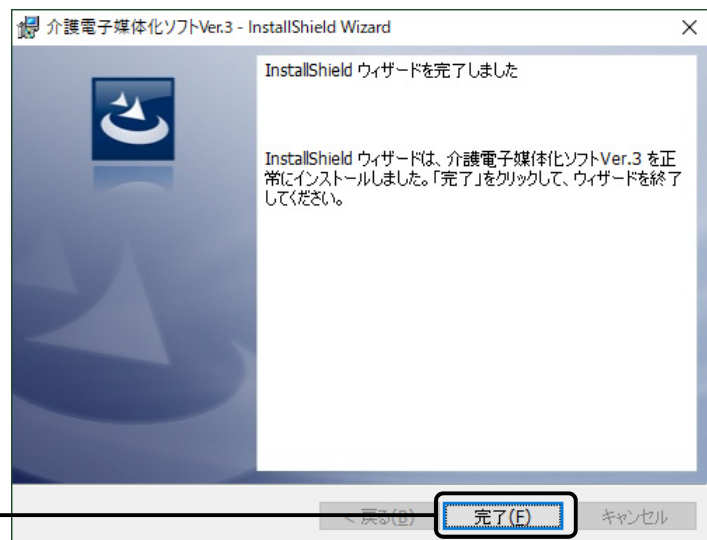 介護電子媒体化ソフトVer.3 - InstallShield Wizard
InstallShield ウィザードを完了しました
InstallShield ウィザードは、介護電子媒体化ソフトVer.3 を正
常にインストールしました。「完了」をクリックして、ウィザードを終了
してください。
< 戻る(B) 完了(F) キャンセル